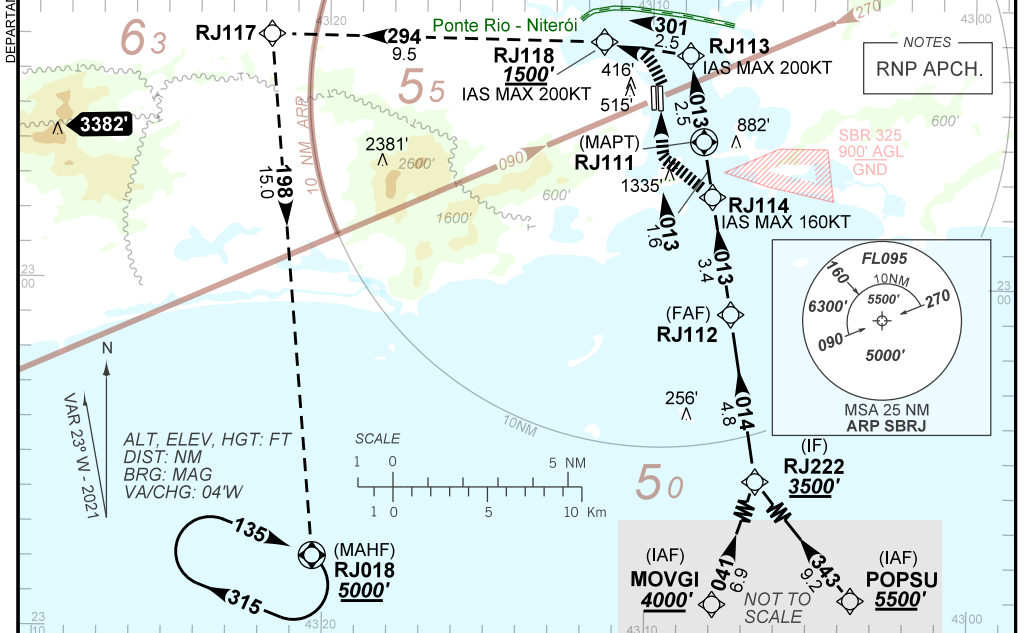 DEPARTA
43 20
43 10
43 00
270
63
RJ117
294
9.5
Ponte Rio - Niterói
301
2.5
RJ113
IAS MAX 200KT
RJ118
1500'
IAS MAX 200KT
416'
515'
NOTES
RNP APCH.
55
3382'
10 NM ARP
2381'
2600'
090
013
2.5
(MAPT)
RJ111
882'
600'
SBR 325
900' AGL
GND
198
15.0
1335'
RJ114
IAS MAX 160KT
600'
1600'
013
1.6
013
3.4
23
00
23
00
FL095
160
10NM
6300'
5500'
270
090
5000'
MSA 25 NM
ARP SBRJ
(FAF)
RJ112
N
VAR 23° W - 2021
256'
014
4.8
10NM
ALT, ELEV, HGT: FT
DIST: NM
BRG: MAG
VA/CHG: 04'W
SCALE
1 0 5 NM
1 0 5 10 Km
50
(IF)
RJ222
3500'
135
315
(MAHF)
RJ018
5000'
(IAF)
MOVGI
4000'
041
6.9
NOT TO
SCALE
343
9.2
(IAF)
POPSU
5500'
23
10
43 20
43 10
43 00